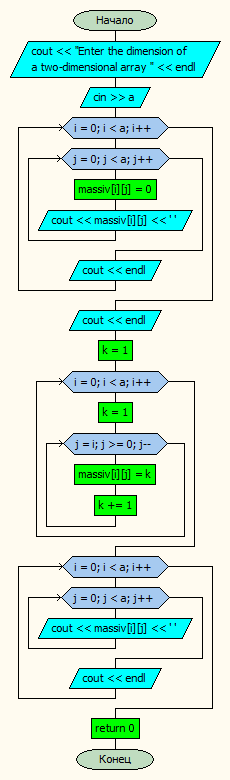 Начало
cout << "Enter the dimension of
a two-dimensional array " << endl
cin >> a
i = 0; i < a; i++
j = 0; j < a; j++
massiv[i][j] = 0
cout << massiv[i][j] << ' '
cout << endl
cout << endl
k = 1
i = 0; i < a; i++
k = 1
j = i; j >= 0; j--
massiv[i][j] = k
k += 1
i = 0; i < a; i++
j = 0; j < a; j++
cout << massiv[i][j] << ' '
cout << endl
return 0
Конец